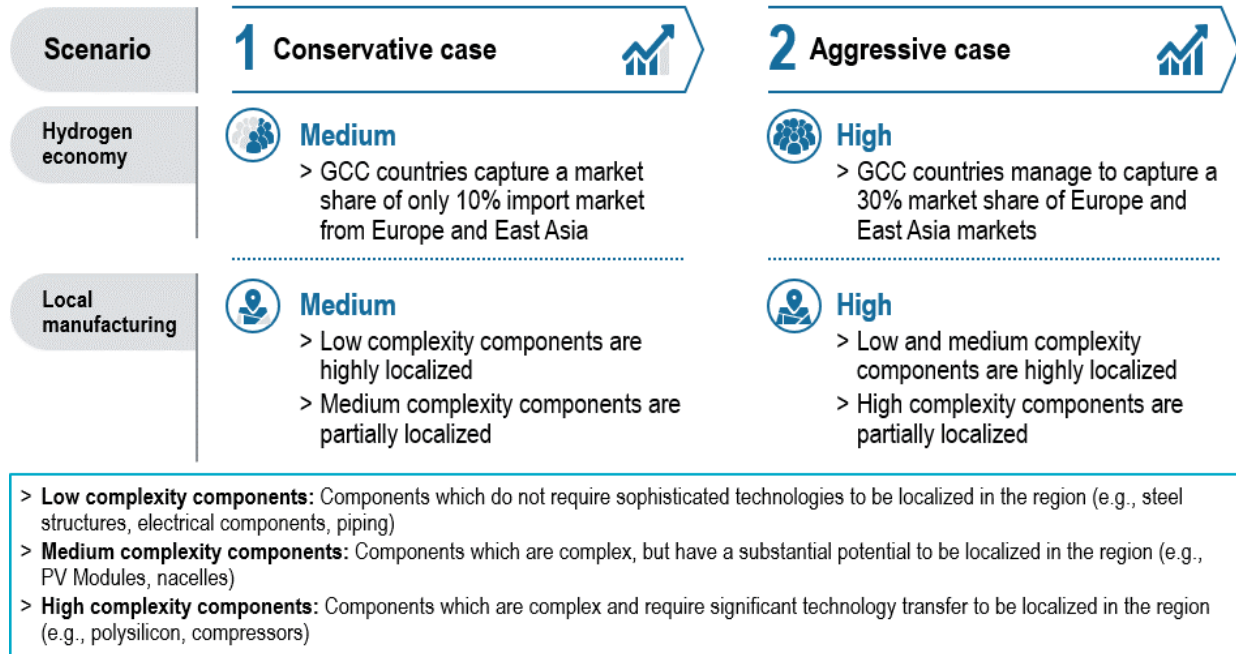 Scenario
1 Conservative case
2 Aggressive case
Hydrogen
economy
Medium
> GCC countries capture a market
share of only 10% import market
from Europe and East Asia
High
> GCC countries manage to capture a
30% market share of Europe and
East Asia markets
Local
manufacturing
Medium
> Low complexity components are
highly localized
> Medium complexity components are
partially localized
High
> Low and medium complexity
components are highly localized
> High complexity components are
partially localized
> Low complexity components: Components which do not require sophisticated technologies to be localized in the region (e.g., steel
structures, electrical components, piping)
> Medium complexity components: Components which are complex, but have a substantial potential to be localized in the region (e.g.,
PV Modules, nacelles)
> High complexity components: Components which are complex and require significant technology transfer to be localized in the region
(e.g., polysilicon, compressors)